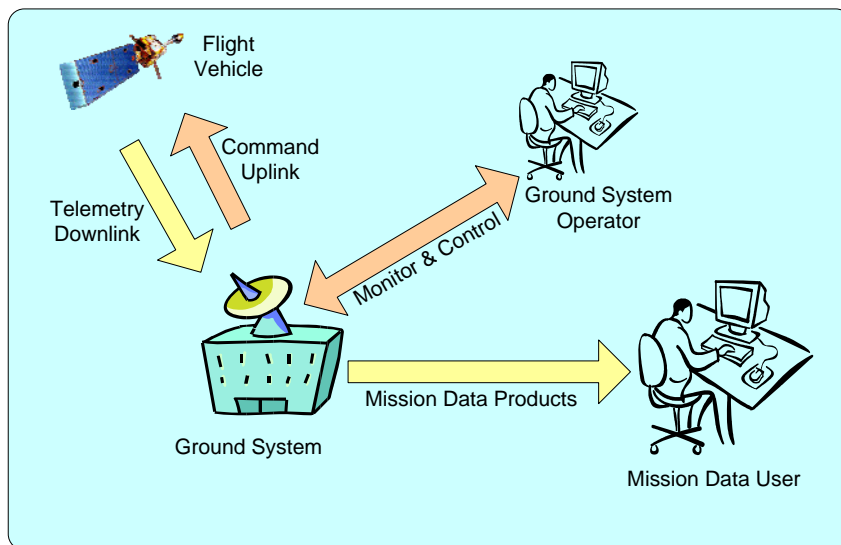 Flight
Vehicle
Command
Uplink
Telemetry
Downlink
Ground System
Operator
Monitor & Control
Mission Data Products
Ground System
Mission Data User